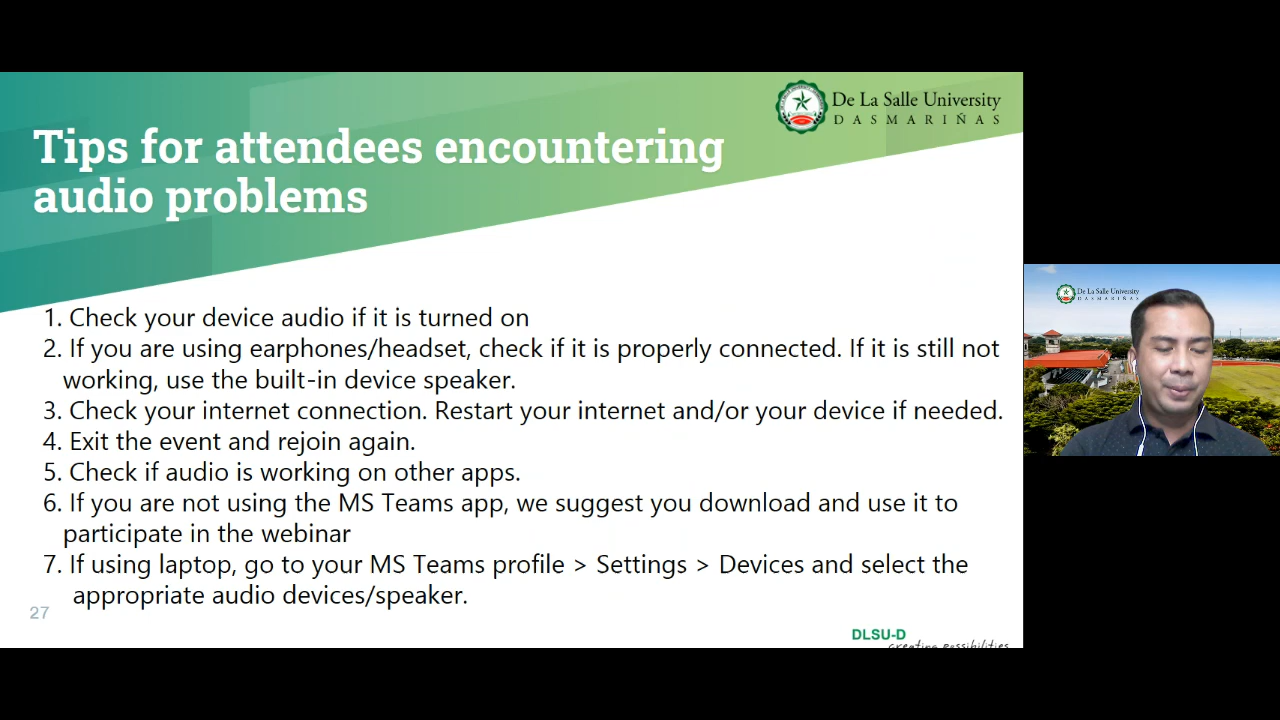 De La Salle University
DASMARIÑAS
Tips for attendees encountering
audio problems
1. Check your device audio if it is turned on
2. If you are using earphones/headset, check if it is properly connected. If it is still not
working, use the built-in device speaker.
3. Check your internet connection. Restart your internet and/or your device if needed.
4. Exit the event and rejoin again.
5. Check if audio is working on other apps.
6. If you are not using the MS Teams app, we suggest you download and use it to
participate in the webinar
7. If using laptop, go to your MS Teams profile > Settings > Devices and select the
appropriate audio devices/speaker.
27
DLSU-D
creating possibilities
De La Salle University
DASMARIÑAS